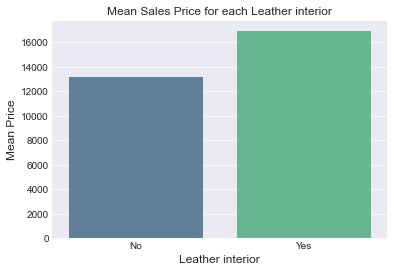 Mean Sales Price for each Leather interior
16000
14000
12000
10000
8000
6000
4000
2000
0
Mean Price
No Yes
Leather interior